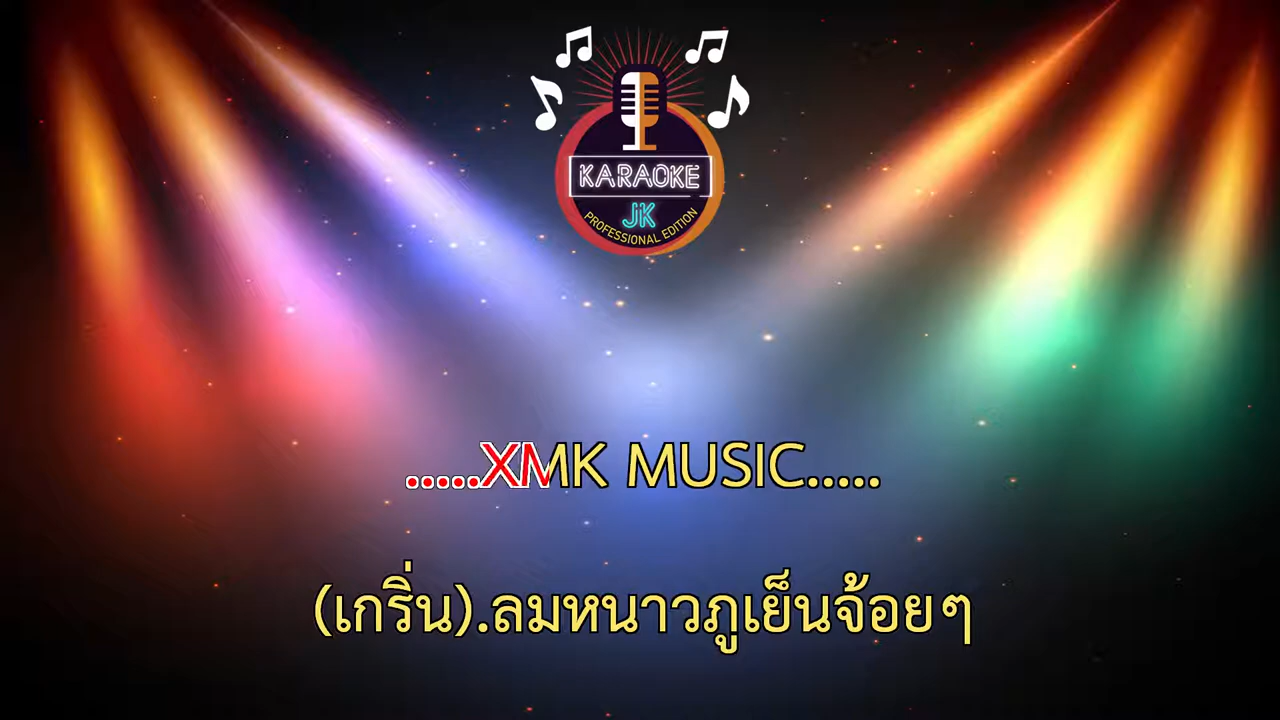 KARAOKE
JK
PROFESSIONAL EDITION
.....XMK MUSIC.....
(เกริ่น).ลมหนาวภูเย็นจ้อยๆ